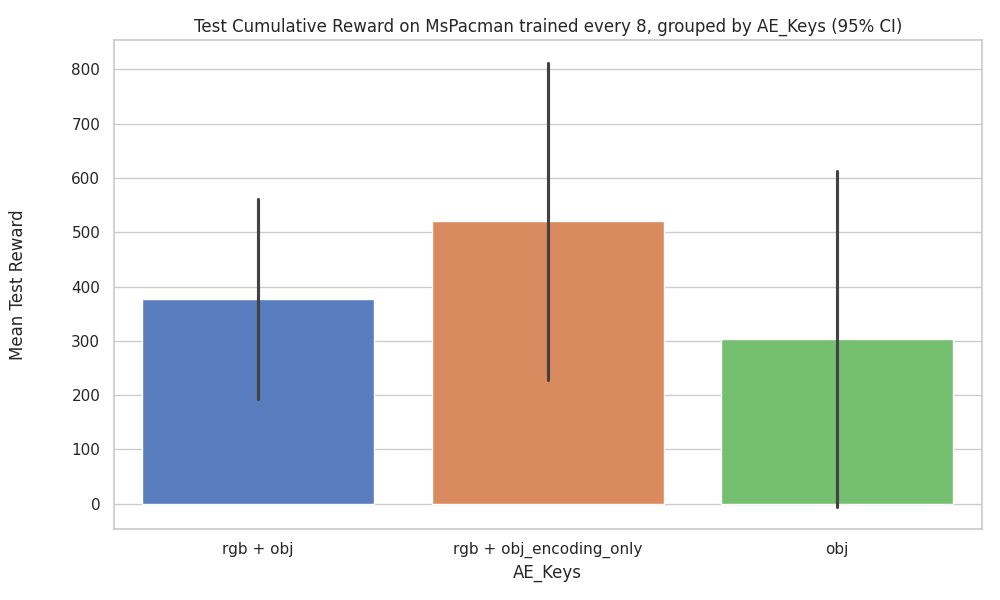 Test Cumulative Reward on MsPacman trained every 8, grouped by AE_Keys (95% CI)
Mean Test Reward
800
700
600
500
400
300
200
100
0
rgb + obj
rgb + obj_encoding_only
obj
AE_Keys